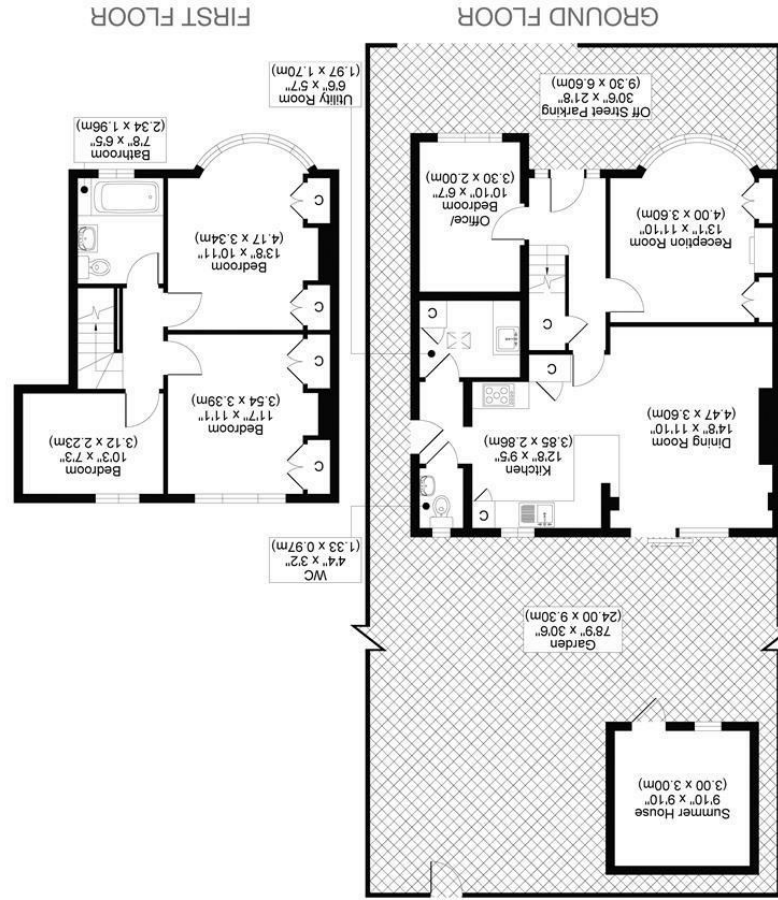 Summer House
9'10" x 9'10"
(3.00 x 3.00m)
Garden
78'9" x 30'6"
(24.00 x 9.30m)
WC
4'4" x 3'2"
(1.33 x 0.97m)
C
Dining Room
14'8" x 11'10"
(4.47 x 3.60m)
Kitchen
12'8" x 9'5"
(3.85 x 2.86m)
C
C
C
Reception Room
13'1" x 11'10"
(4.00 x 3.60m)
Office/
Bedroom
10'10" x 6'7"
(3.30 x 2.00m)
Off Street Parking
30'6" x 21'8"
(9.30 x 6.60m)
Utility Room
6'6" x 5'7"
(1.97 x 1.70m)
GROUND FLOOR
C
Bedroom
11'7" x 11'1"
(3.54 x 3.39m)
Bedroom
10'3" x 7'3"
(3.12 x 2.23m)
C
C
Bedroom
13'8" x 10'11"
(4.17 x 3.34m)
C
Bathroom
7'8" x 6'5"
(2.34 x 1.96m)
FIRST FLOOR